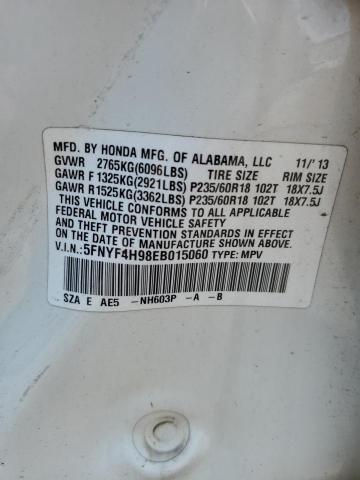 MFD. BY HONDA MFG. OF ALABAMA, LLC 11/'13
GVWR 2765KG(6096LBS) TIRE SIZE RIM SIZE
GAWR F 1325KG(2921LBS) P235/60R18 102T 18X7.5J
GAWR R1525KG(3362LBS) P235/60R18 102T 18X7.5J
THIS VEHICLE CONFORMS TO ALL APPLICABLE
FEDERAL MOTOR VEHICLE SAFETY
STANDARDS IN EFFECT ON THE DATE OF
MANUFACTURE SHOWN ABOVE.
V.I.N.:5FNYF4H98EB015060 TYPE: MPV
SZA E AE5 -NH603P -A -B